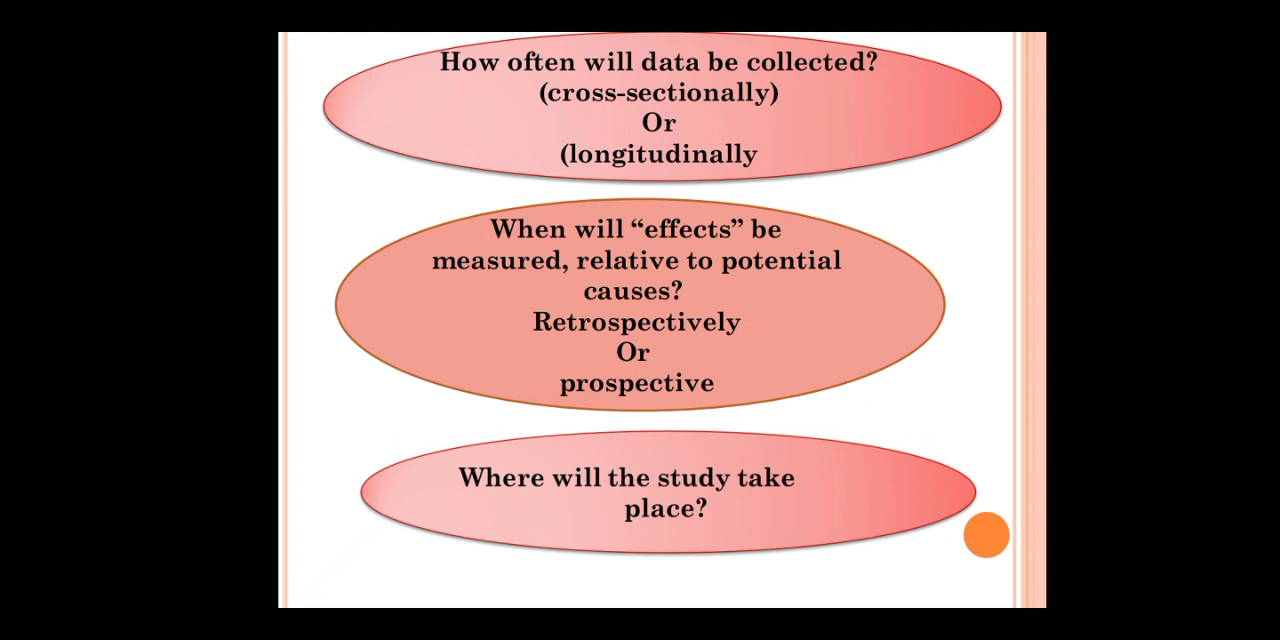 How often will data be collected?
(cross-sectionally)
Or
(longitudinally
When will “effects” be
measured, relative to potential
causes?
Retrospectively
Or
prospective
Where will the study take
place?